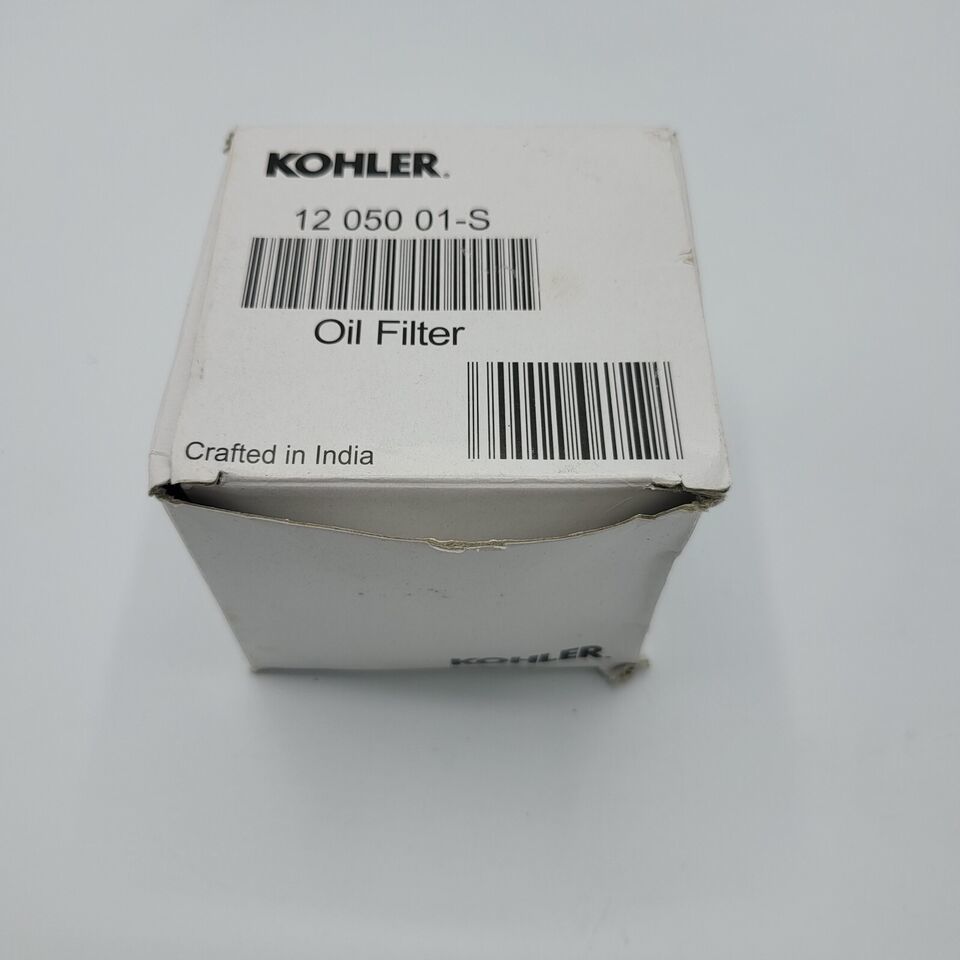 KOHLER.
12 050 01-S
Oil Filter
Crafted in India
KOHLER.